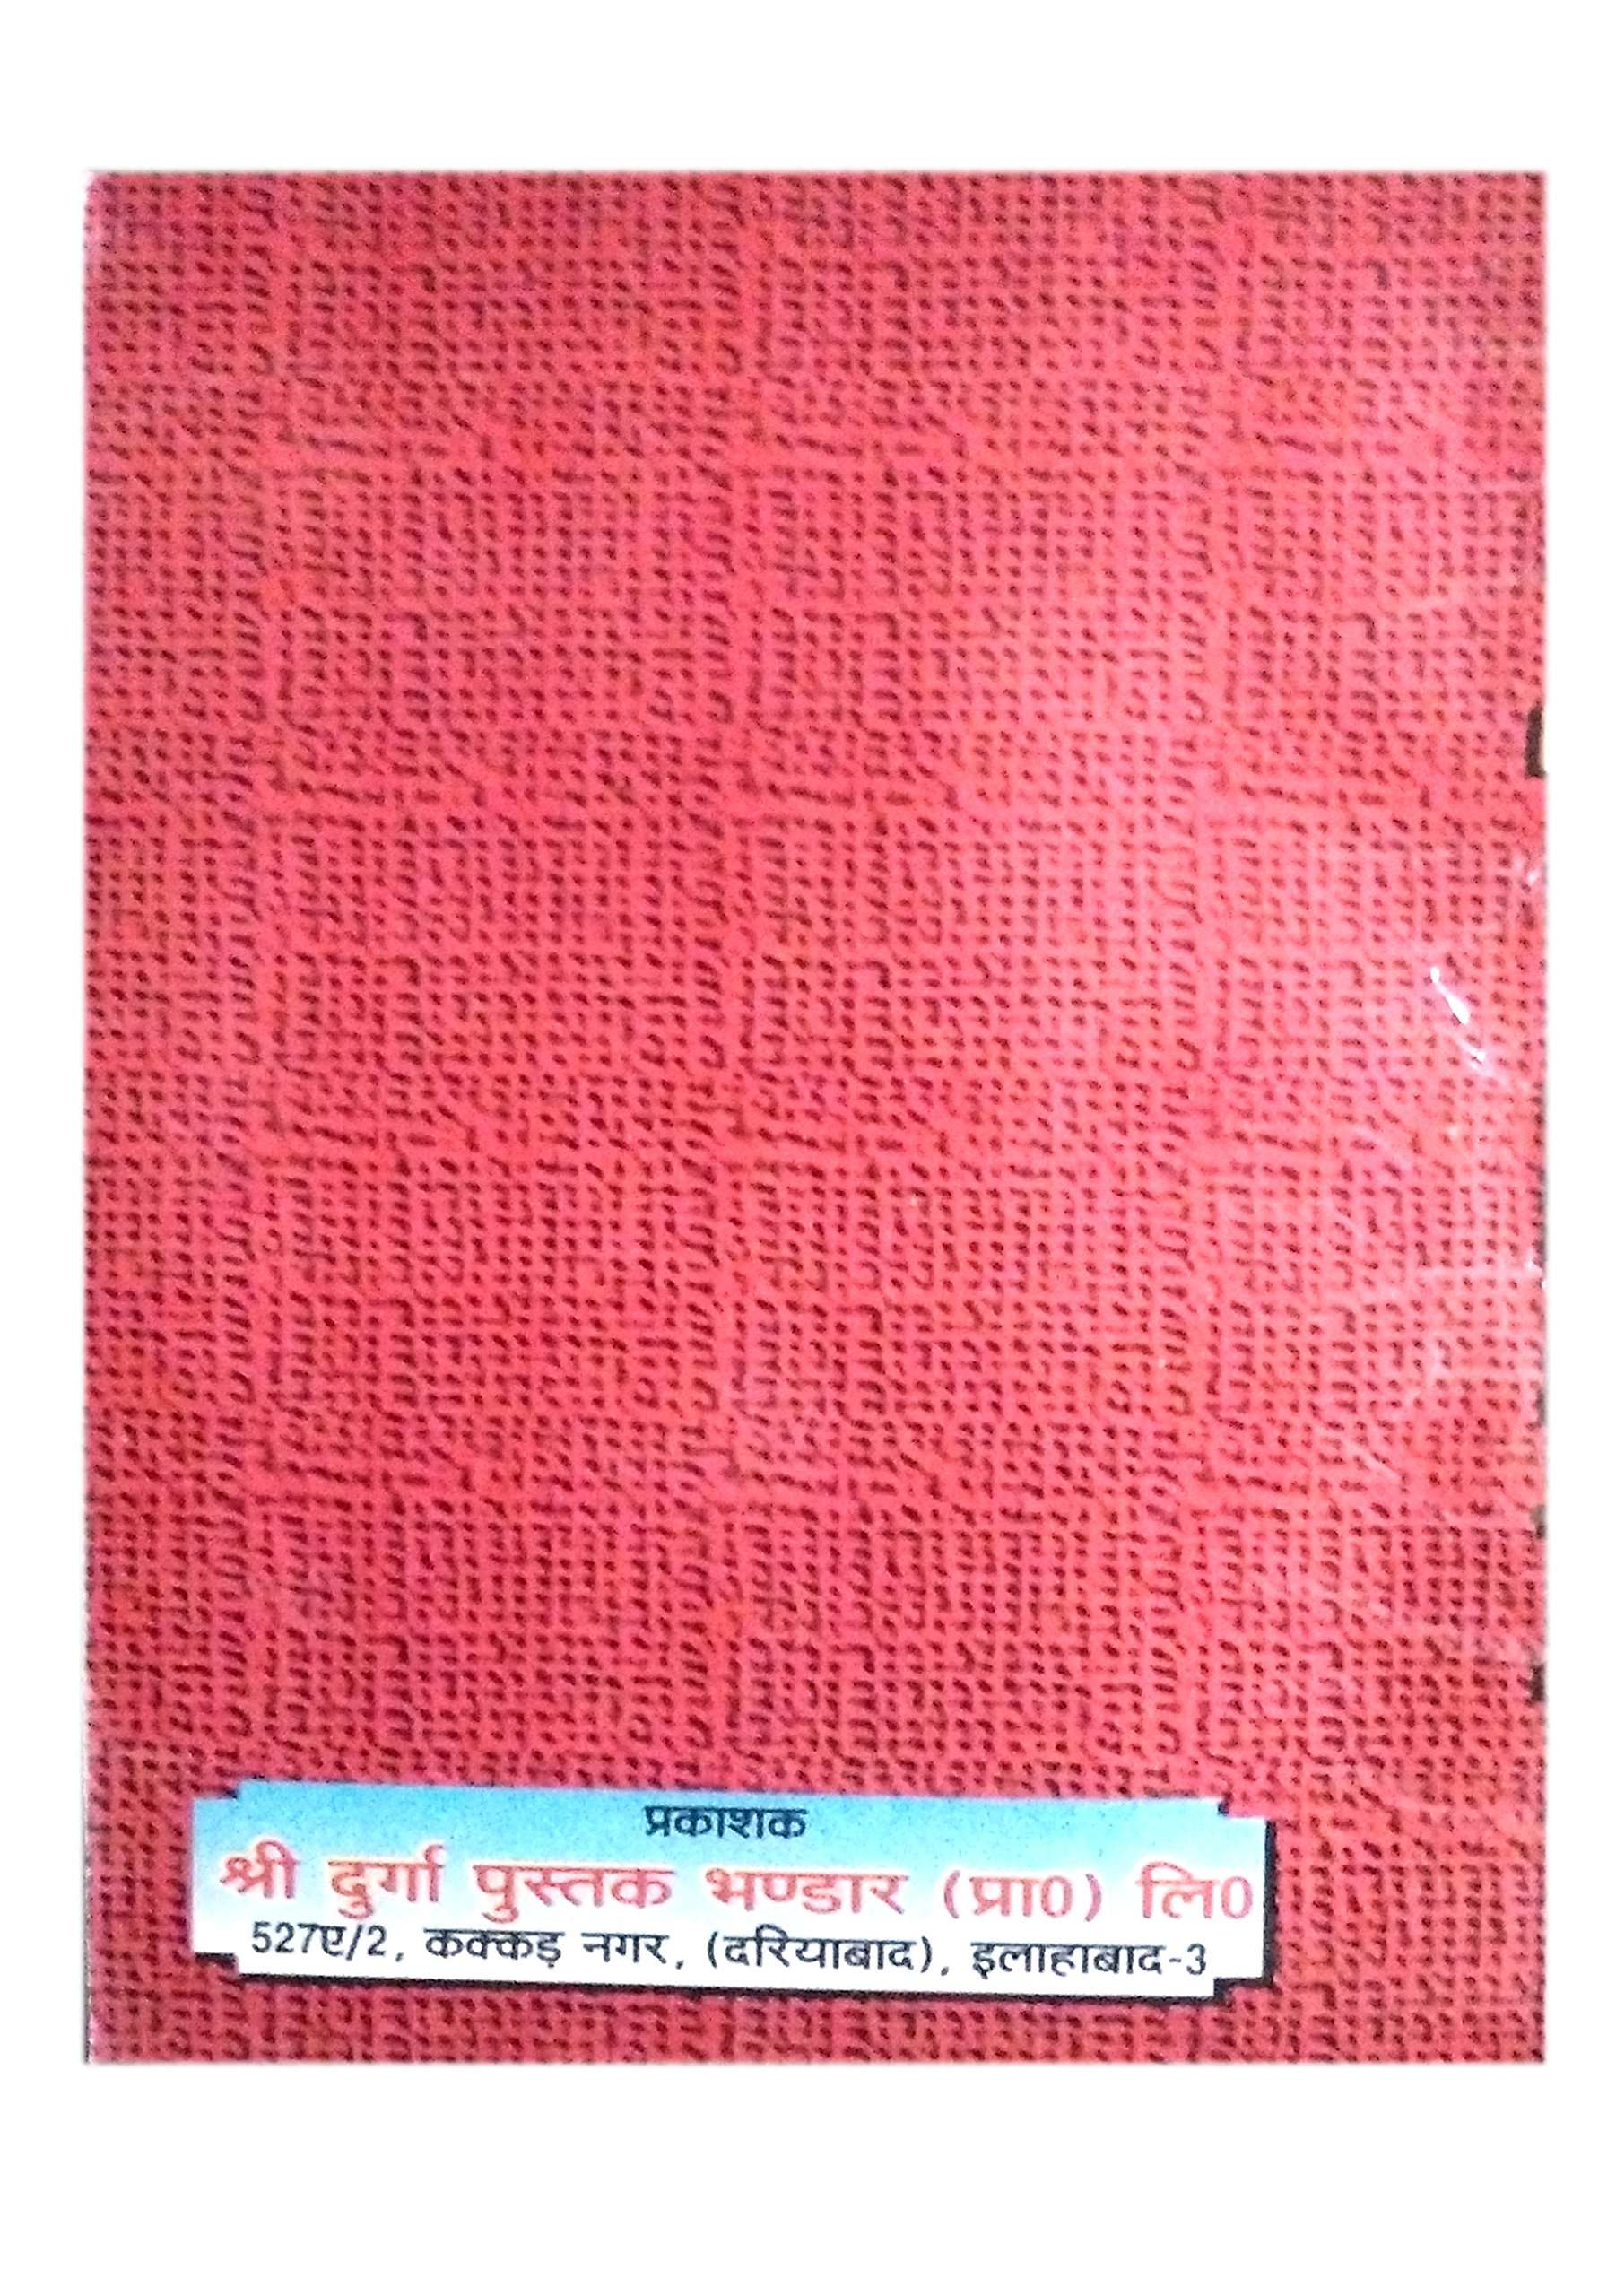 प्रकाशक
श्री दुर्गा पुस्तक भण्डार (प्रा0) लि0
527ए/2, कक्कड़ नगर, (दरियाबाद), इलाहाबाद-3